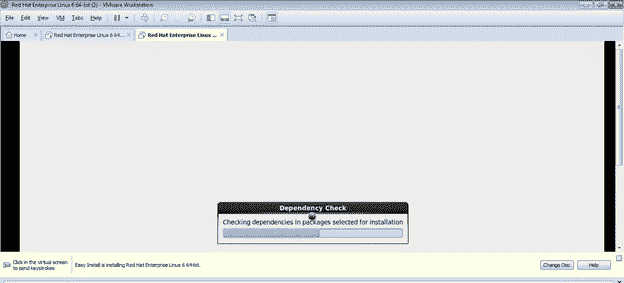 Red Hat Enterprise Linux 6 64-bit (2) - VMware Workstation
File Edit View VM Tabs Help
Home Red Hat Enterprise Linux 6 64... Red Hat Enterprise Linux ...
Dependency Check
Checking dependencies in packages selected for installation
Click in the virtual screen
to send keystrokes
Easy Install is installing Red Hat Enterprise Linux 6 64-bit.
Change Disc Help